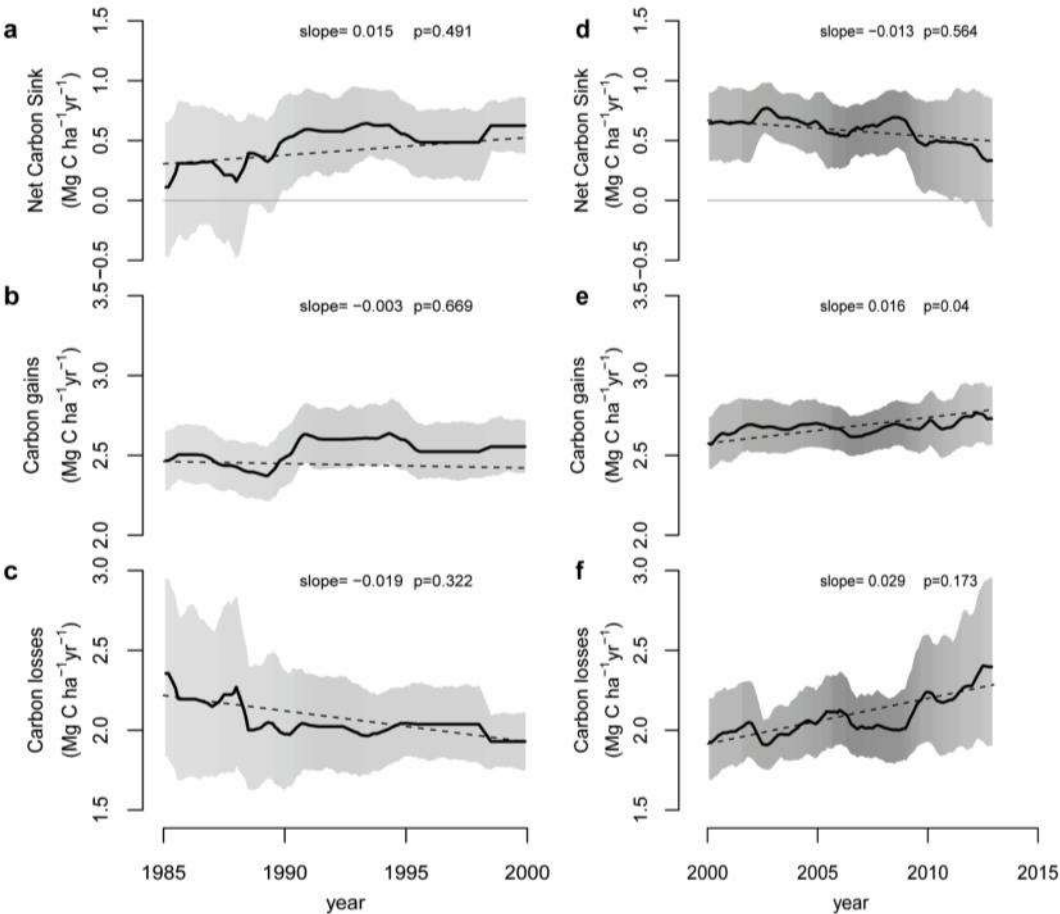 a
slope= 0.015 p=0.491
Net Carbon Sink
(Mg C ha⁻¹yr⁻¹)
1.5
1.0
0.5
0.0
−0.5
d
slope= −0.013 p=0.564
Net Carbon Sink
(Mg C ha⁻¹yr⁻¹)
1.5
1.0
0.5
0.0
−0.5
b
slope= −0.003 p=0.669
Carbon gains
(Mg C ha⁻¹yr⁻¹)
3.5
3.0
2.5
2.0
e
slope= 0.016 p=0.04
Carbon gains
(Mg C ha⁻¹yr⁻¹)
3.5
3.0
2.5
2.0
c
slope= −0.019 p=0.322
Carbon losses
(Mg C ha⁻¹yr⁻¹)
3.0
2.5
2.0
1.5
f
slope= 0.029 p=0.173
Carbon losses
(Mg C ha⁻¹yr⁻¹)
3.0
2.5
2.0
1.5
1985 1990 1995 2000
year
2000 2005 2010 2015
year